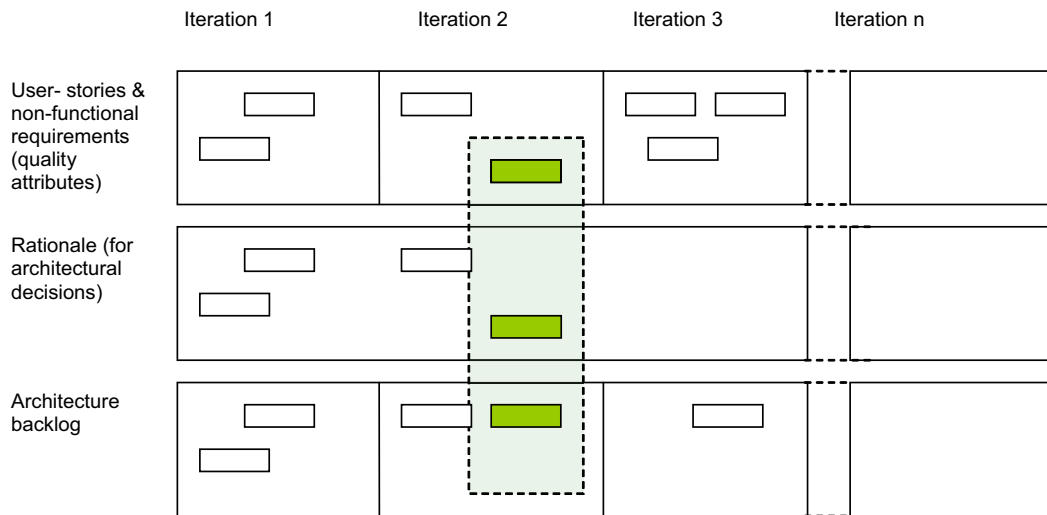 Iteration 1
Iteration 2
Iteration 3
Iteration n
User- stories &
non-functional
requirements
(quality
attributes)
Rationale (for
architectural
decisions)
Architecture
backlog